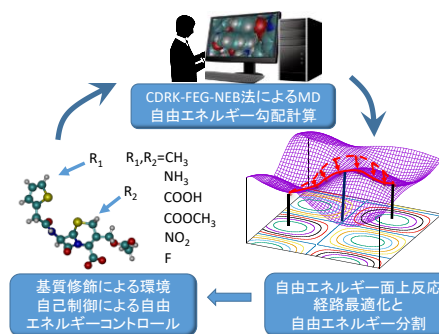 CDRK-FEG-NEB法によるMD
自由エネルギー勾配計算
R1
R1,R2=CH3
NH3
COOH
COOCH3
NO2
F
R2
基質修飾による環境
自己制御による自由
エネルギーコントロール
自由エネルギー面上反応
経路最適化と
自由エネルギー分割